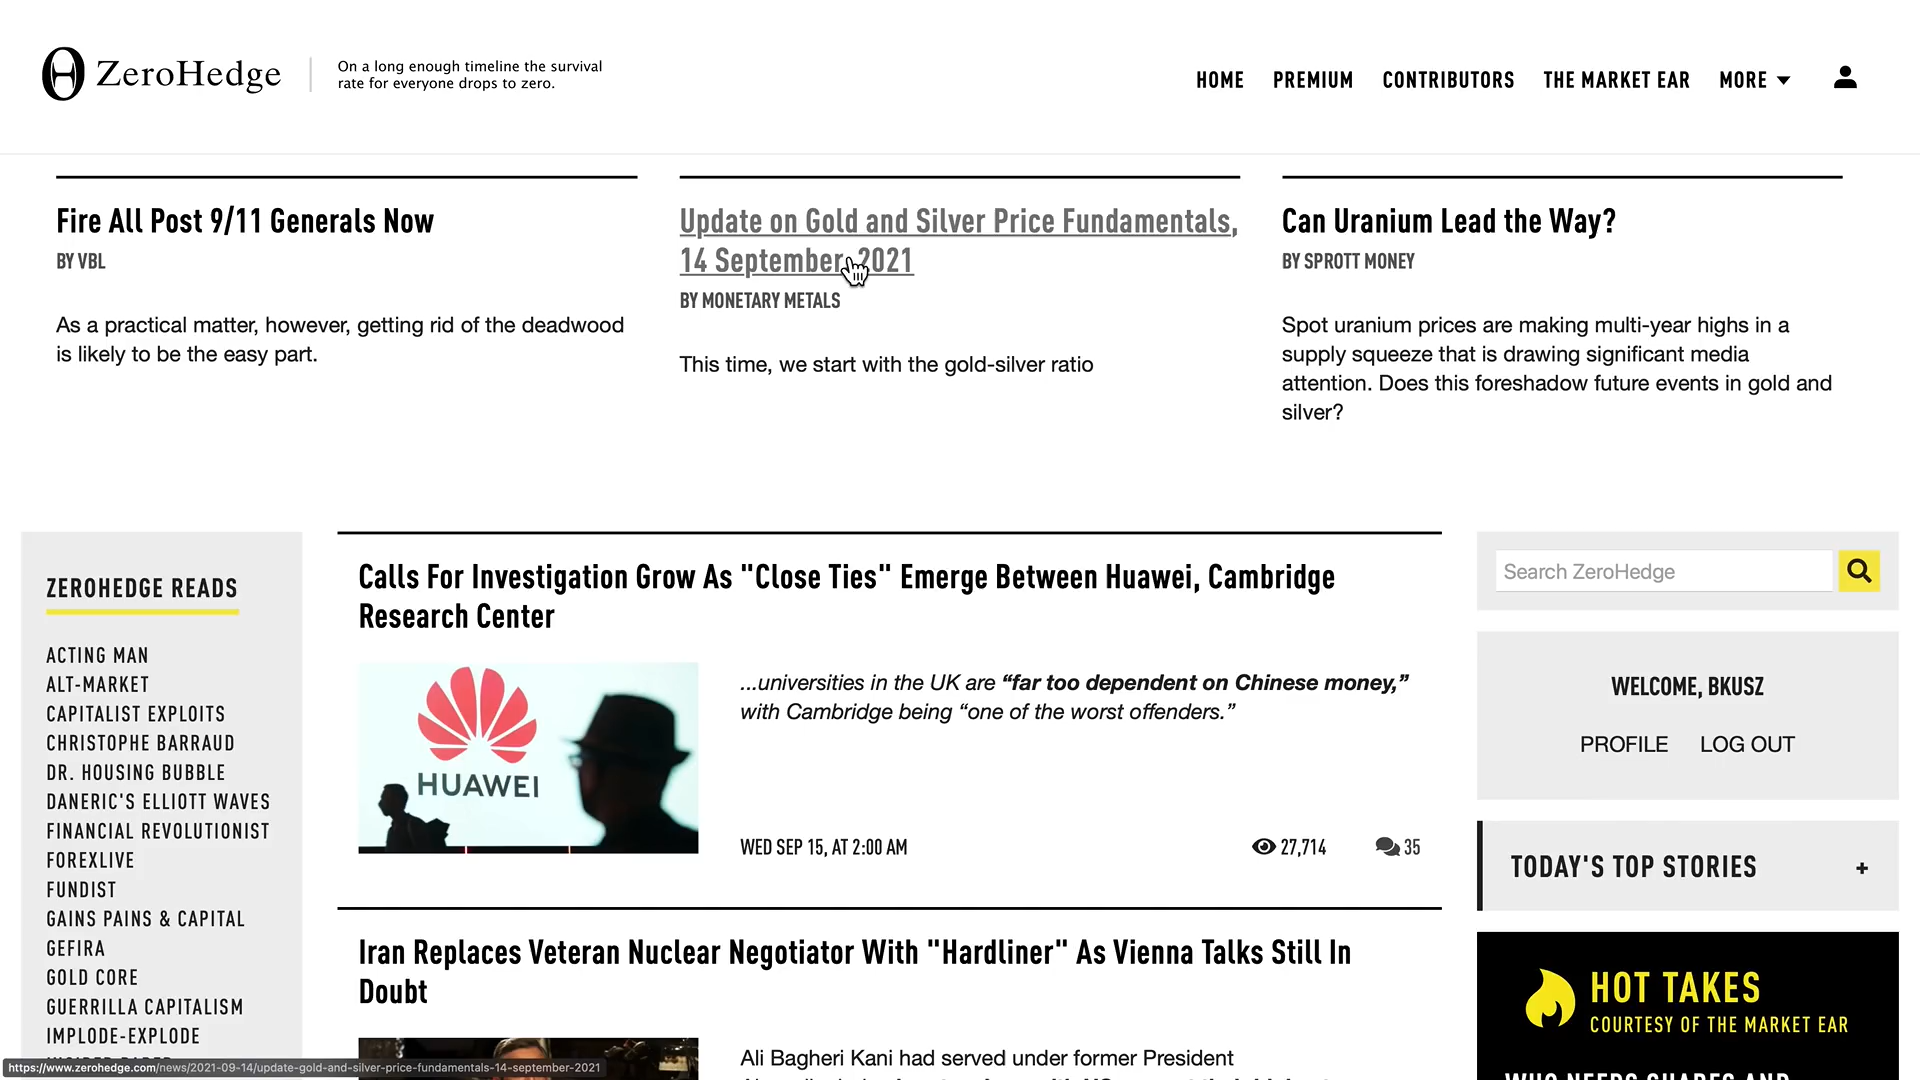 ZeroHedge
On a long enough timeline the survival
rate for everyone drops to zero.
HOME PREMIUM CONTRIBUTORS THE MARKET EAR MORE
Fire All Post 9/11 Generals Now
BY VBL
As a practical matter, however, getting rid of the deadwood
is likely to be the easy part.
Update on Gold and Silver Price Fundamentals,
14 September, 2021
BY MONETARY METALS
This time, we start with the gold-silver ratio
Can Uranium Lead the Way?
BY SPROTT MONEY
Spot uranium prices are making multi-year highs in a
supply squeeze that is drawing significant media
attention. Does this foreshadow future events in gold and
silver?
ZEROHEDGE READS
ACTING MAN
ALT-MARKET
CAPITALIST EXPLOITS
CHRISTOPHE BARRAUD
DR. HOUSING BUBBLE
DANERIC'S ELLIOTT WAVES
FINANCIAL REVOLUTIONIST
FOREXLIVE
FUNDIST
GAINS PAINS & CAPITAL
GEFIRA
GOLD CORE
GUERRILLA CAPITALISM
IMPLODE-EXPLODE
Calls For Investigation Grow As "Close Ties" Emerge Between Huawei, Cambridge
Research Center
HUAWEI
...universities in the UK are “far too dependent on Chinese money,”
with Cambridge being “one of the worst offenders.”
WED SEP 15, AT 2:00 AM 27,714 35
Iran Replaces Veteran Nuclear Negotiator With "Hardliner" As Vienna Talks Still In
Doubt
Ali Bagheri Kani had served under former President
Search ZeroHedge
WELCOME, BKUSZ
PROFILE LOG OUT
TODAY'S TOP STORIES +
HOT TAKES
COURTESY OF THE MARKET EAR
WHO NEEDS SHARES AND
https://www.zerohedge.com/news/2021-09-14/update-gold-and-silver-price-fundamentals-14-september-2021